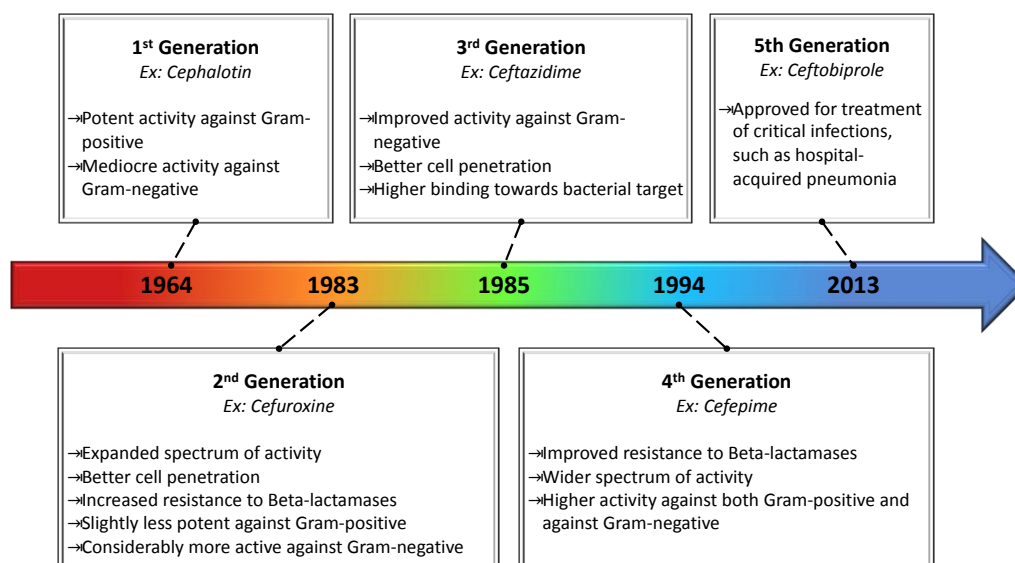 1st Generation
Ex: Cephalotin
→Potent activity against Gram-
positive
→Mediocre activity against
Gram-negative
3rd Generation
Ex: Ceftazidime
→Improved activity against Gram-
negative
→Better cell penetration
→Higher binding towards bacterial target
5th Generation
Ex: Ceftobiprole
→Approved for treatment
of critical infections,
such as hospital-
acquired pneumonia
1964
1983
1985
1994
2013
2nd Generation
Ex: Cefuroxine
→Expanded spectrum of activity
→Better cell penetration
→Increased resistance to Beta-lactamases
→Slightly less potent against Gram-positive
→Considerably more active against Gram-negative
4th Generation
Ex: Cefepime
→Improved resistance to Beta-lactamases
→Wider spectrum of activity
→Higher activity against both Gram-positive and
against Gram-negative